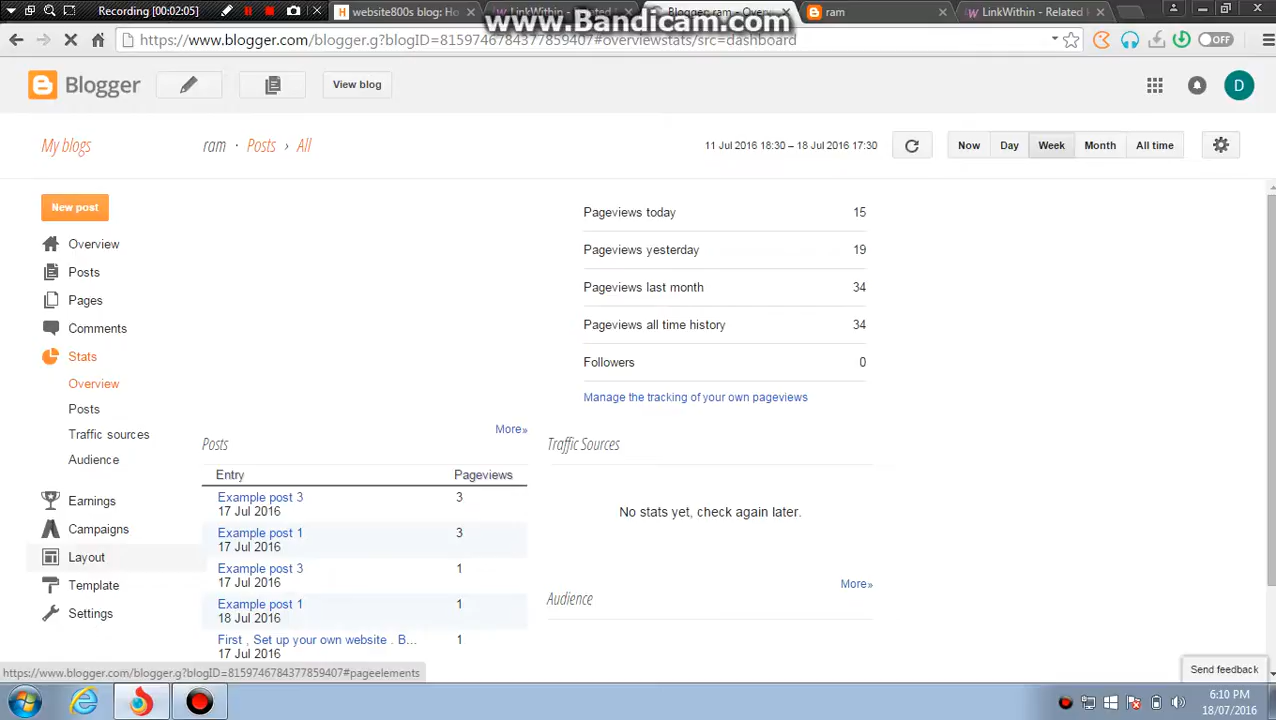 Recording [00:02:05]
website800s blog: Ho
LinkWithin - Related
Blogger: ram - Overv
ram
LinkWithin - Related H
www.Bandicam.com
https://www.blogger.com/blogger.g?blogID=8159746784377859407#overviewstats/src=dashboard
OFF
Blogger
View blog
D
My blogs
ram · Posts › All
11 Jul 2016 18:30 – 18 Jul 2016 17:30
Now Day Week Month All time
New post
Overview
Posts
Pages
Comments
Stats
Overview
Posts
Traffic sources
Audience
Earnings
Campaigns
Layout
Template
Settings
Pageviews today 15
Pageviews yesterday 19
Pageviews last month 34
Pageviews all time history 34
Followers 0
Manage the tracking of your own pageviews
More»
Posts
Entry Pageviews
Example post 3 3
17 Jul 2016
Example post 1 3
17 Jul 2016
Example post 3 1
17 Jul 2016
Example post 1 1
18 Jul 2016
First , Set up your own website . B... 1
17 Jul 2016
Traffic Sources
No stats yet, check again later.
More»
Audience
https://www.blogger.com/blogger.g?blogID=8159746784377859407#pageelements
Send feedback
6:10 PM
18/07/2016